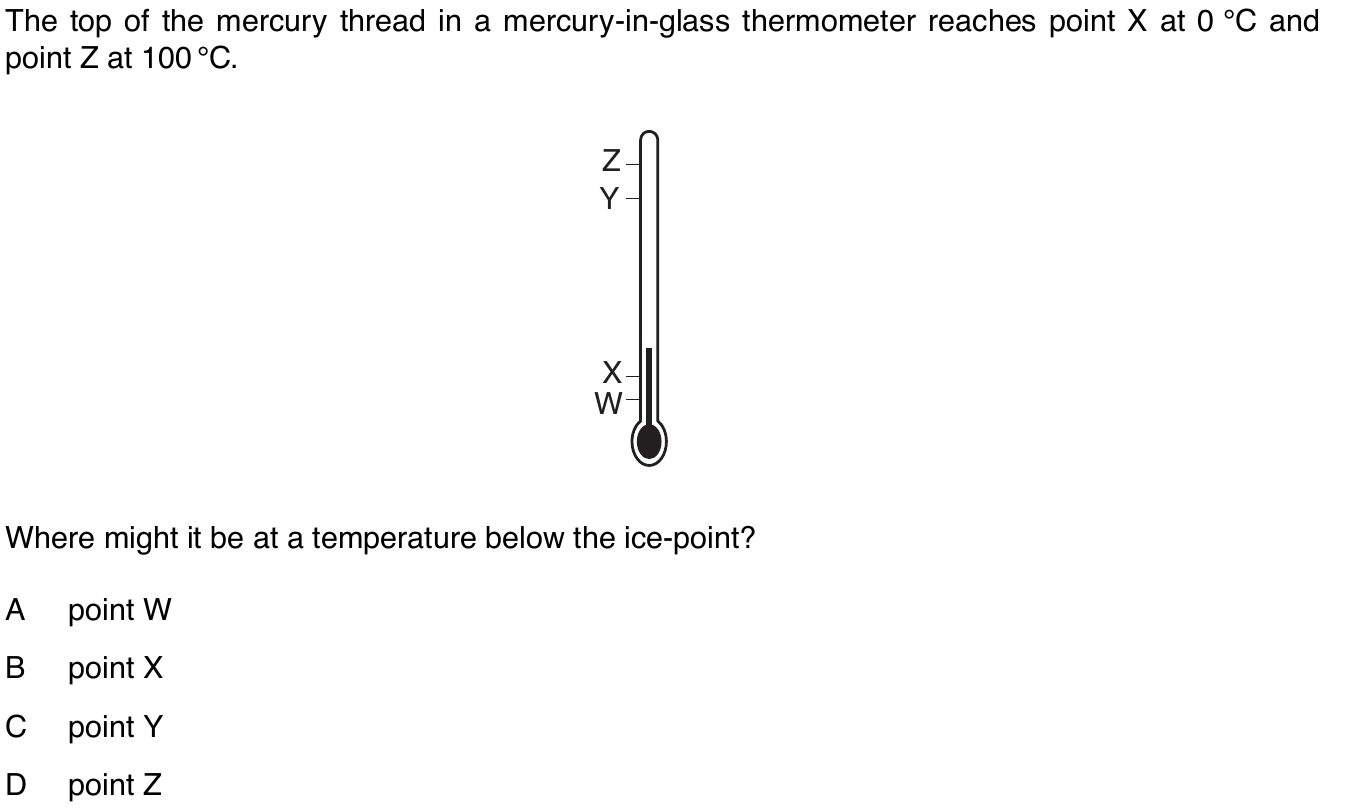 The top of the mercury thread in a mercury-in-glass thermometer reaches point X at 0 °C and
point Z at 100 °C.
Z
Y
X
W
Where might it be at a temperature below the ice-point?
A point W
B point X
C point Y
D point Z